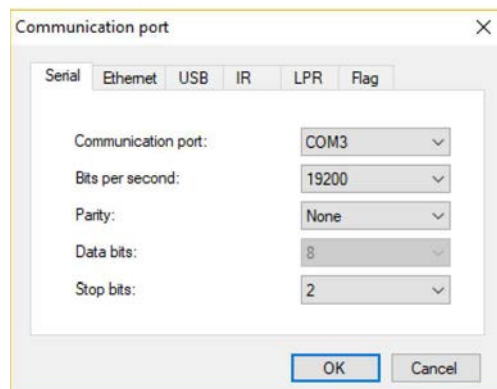 Communication port
Serial Ethernet USB IR LPR Flag
Communication port: COM3
Bits per second: 19200
Parity: None
Data bits: 8
Stop bits: 2
OK Cancel